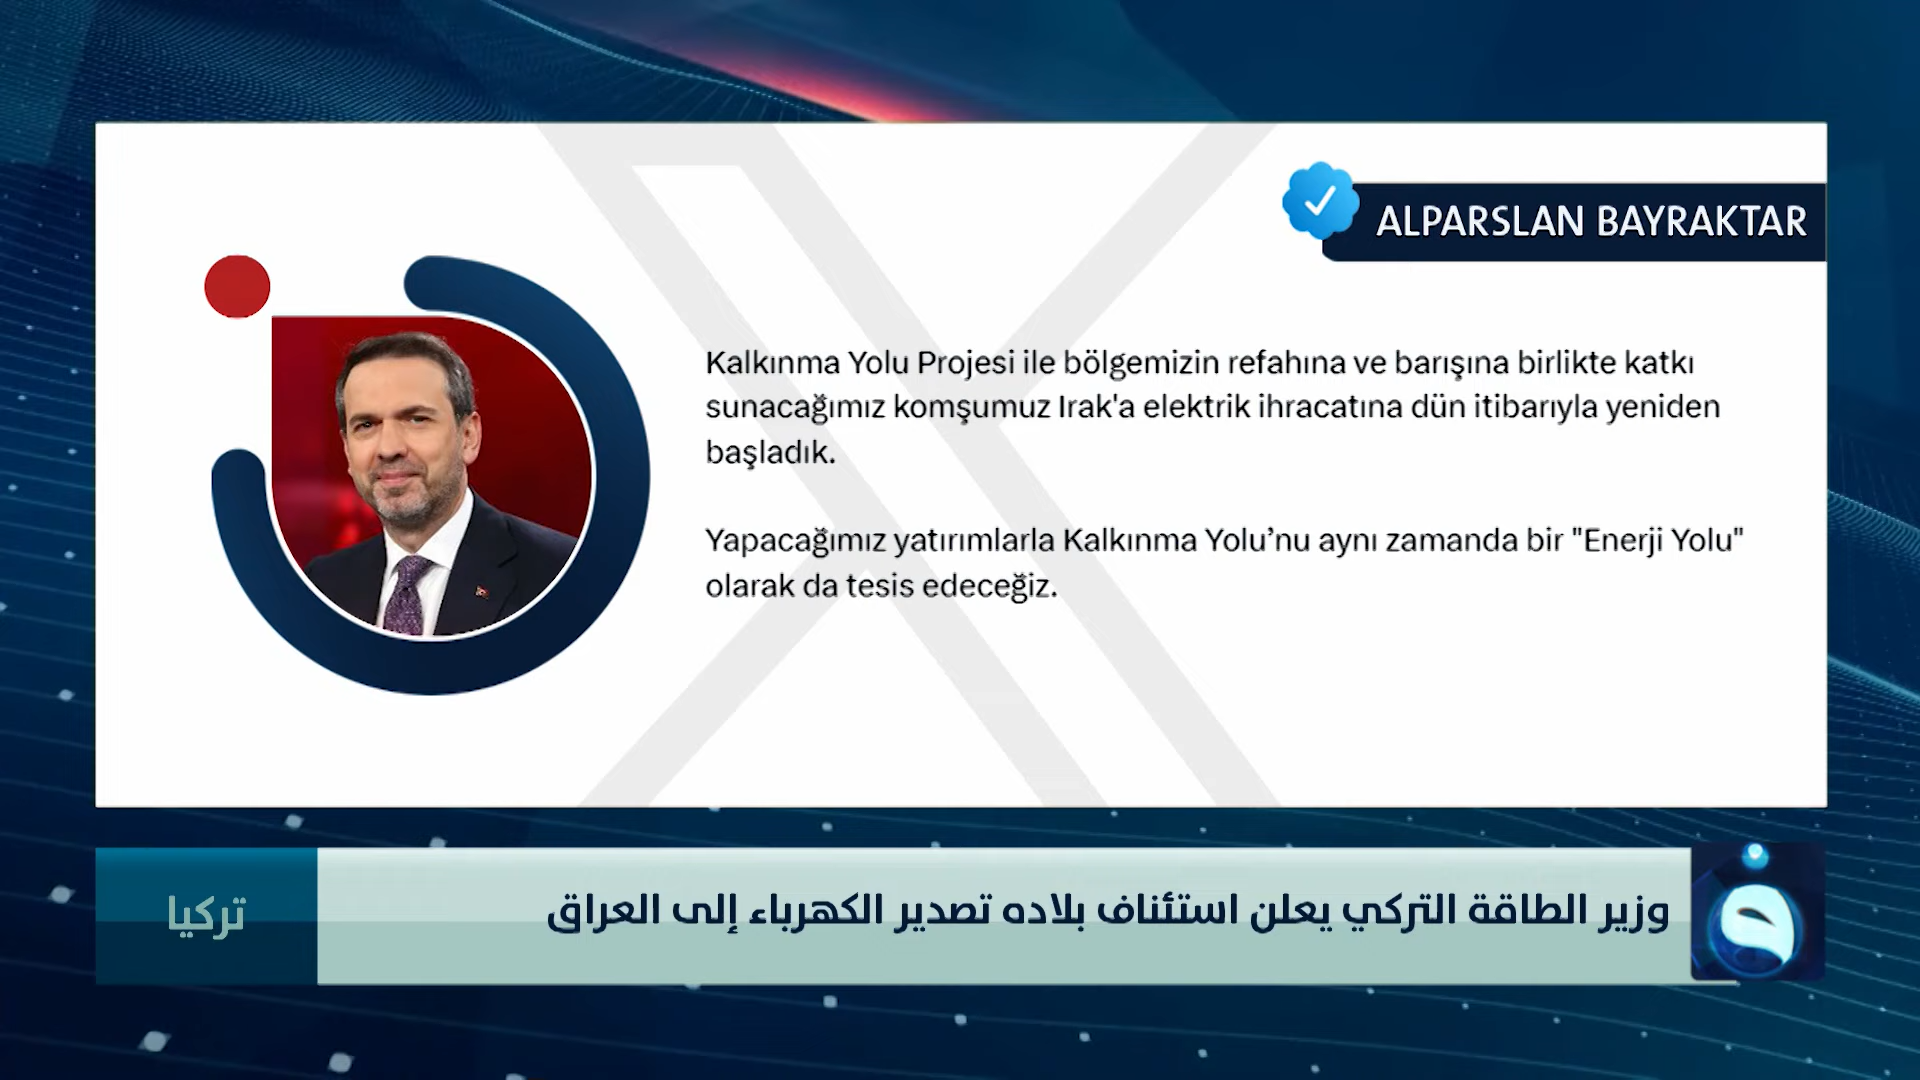 ALPARSLAN BAYRAKTAR
Kalkınma Yolu Projesi ile bölgemizin refahına ve barışına birlikte katkı
sunacağımız komşumuz Irak'a elektrik ihracatına dün itibarıyla yeniden
başladık.
Yapacağımız yatırımlarla Kalkınma Yolu’nu aynı zamanda bir "Enerji Yolu"
olarak da tesis edeceğiz.
وزير الطاقة التركي يعلن استئناف بلاده تصدير الكهرباء إلى العراق
تركيا